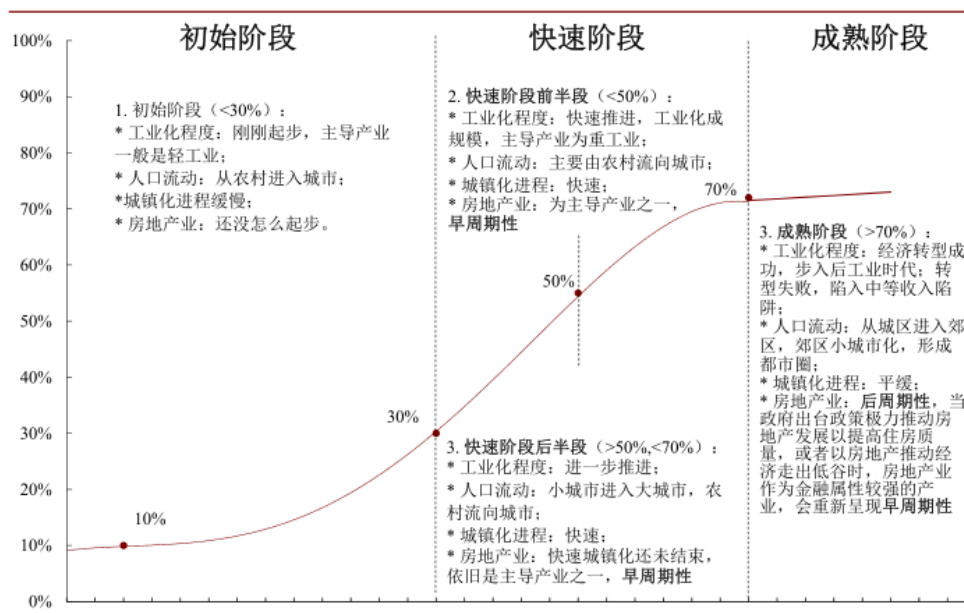 初始阶段
快速阶段
成熟阶段
100%
90%
80%
70%
60%
50%
40%
30%
20%
10%
0%
1. 初始阶段（<30%）：
* 工业化程度：刚刚起步，主导产业
一般是轻工业；
* 人口流动：从农村进入城市；
*城镇化进程缓慢；
* 房地产业：还没怎么起步。
2. 快速阶段前半段（<50%）：
* 工业化程度：快速推进，工业化成
规模，主导产业为重工业；
* 人口流动：主要由农村流向城市；
* 城镇化进程：快速；
* 房地产业：为主导产业之一，
早周期性
3. 快速阶段后半段（>50%,<70%）：
* 工业化程度：进一步推进；
* 人口流动：小城市进入大城市，农
村流向城市；
* 城镇化进程：快速；
* 房地产业：快速城镇化还未结束，
依旧是主导产业之一，早周期性
3. 成熟阶段（>70%）：
* 工业化程度：经济转型成
功，步入后工业时代；转
型失败，陷入中等收入陷
阱；
* 人口流动：从城区进入郊
区，郊区小城市化，形成
都市圈；
* 城镇化进程：平缓；
* 房地产业：后周期性，当
政府出台政策极力推动房
地产发展以提高住房质
量，或者以房地产推动经
济走出低谷时，房地产业
作为金融属性较强的产
业，会重新呈现早周期性
10%
30%
50%
70%